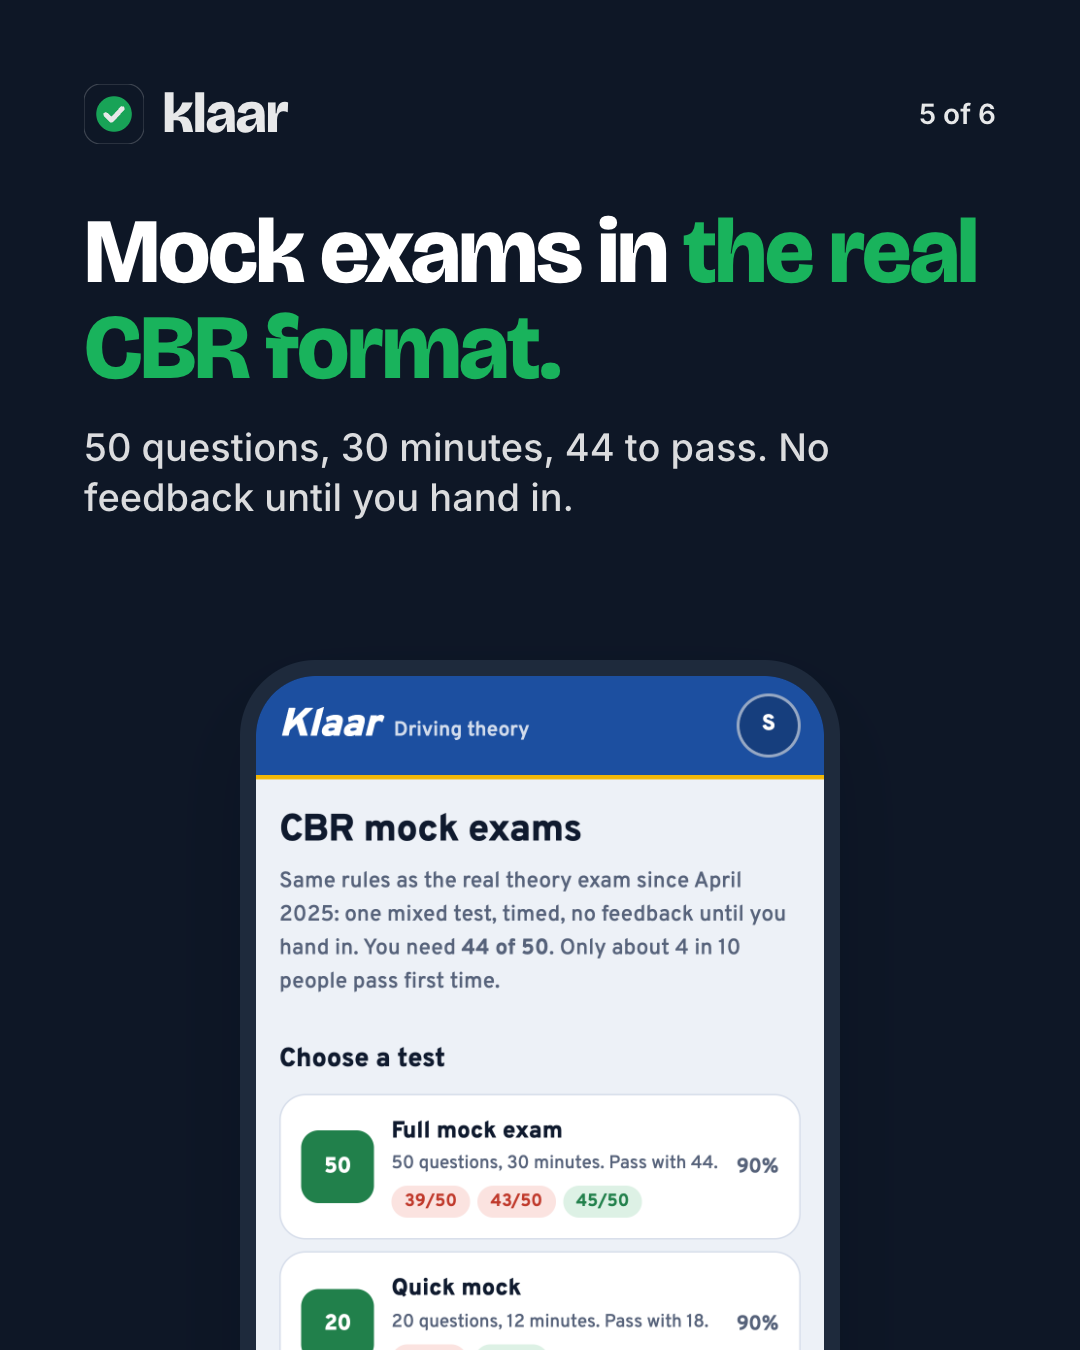 klaar
5 of 6
Mock exams in the real
CBR format.
50 questions, 30 minutes, 44 to pass. No
feedback until you hand in.
Klaar Driving theory
S
CBR mock exams
Same rules as the real theory exam since April
2025: one mixed test, timed, no feedback until you
hand in. You need 44 of 50. Only about 4 in 10
people pass first time.
Choose a test
Full mock exam
50
50 questions, 30 minutes. Pass with 44.
90%
39/50 43/50 45/50
Quick mock
20
20 questions, 12 minutes. Pass with 18.
90%